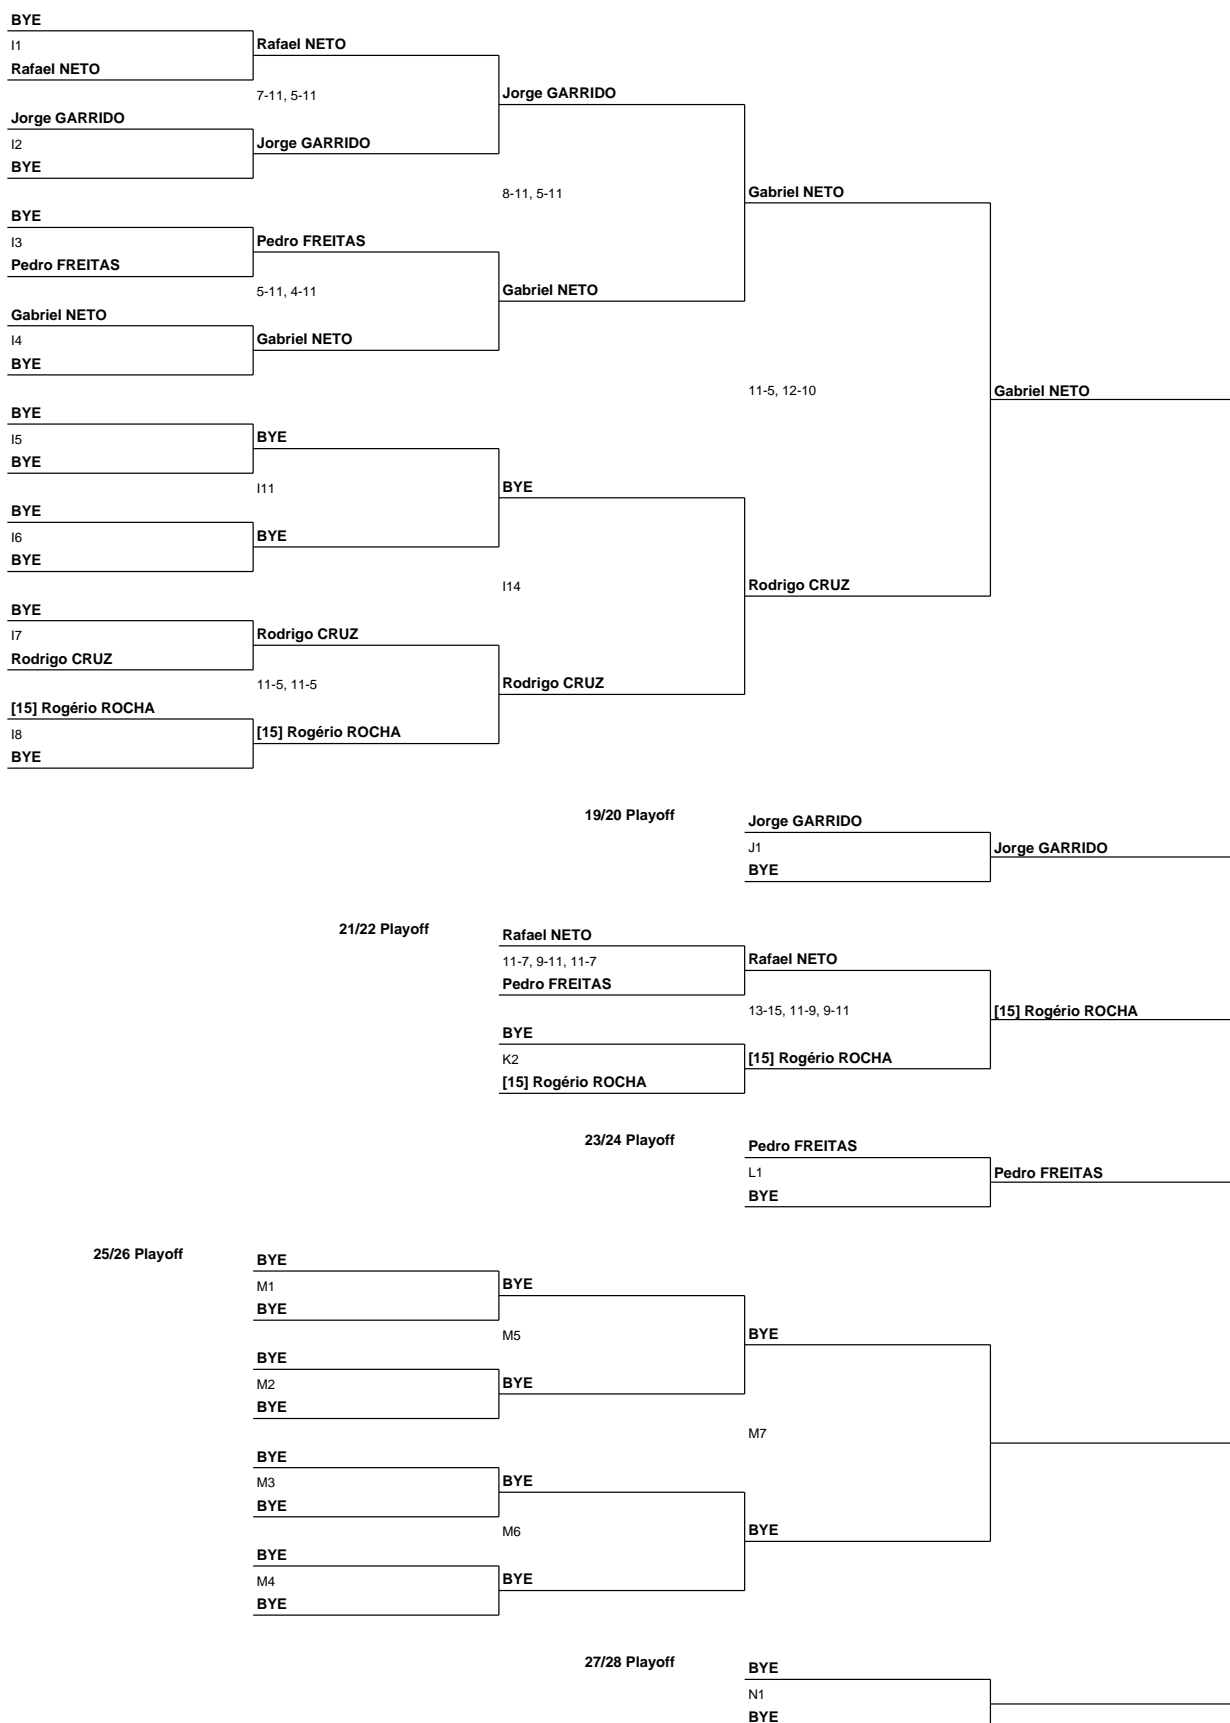 BYE
I1
Rafael NETO
Rafael NETO
7-11, 5-11
Jorge GARRIDO
Jorge GARRIDO
I2
Jorge GARRIDO
BYE
8-11, 5-11
Gabriel NETO
BYE
I3
Pedro FREITAS
Pedro FREITAS
5-11, 4-11
Gabriel NETO
Gabriel NETO
I4
Gabriel NETO
BYE
11-5, 12-10
Gabriel NETO
BYE
I5
BYE
BYE
I11
BYE
BYE
I6
BYE
BYE
I14
Rodrigo CRUZ
BYE
I7
Rodrigo CRUZ
Rodrigo CRUZ
11-5, 11-5
Rodrigo CRUZ
[15] Rogério ROCHA
I8
[15] Rogério ROCHA
BYE
19/20 Playoff
Jorge GARRIDO
J1
Jorge GARRIDO
BYE
21/22 Playoff
Rafael NETO
11-7, 9-11, 11-7
Rafael NETO
Pedro FREITAS
13-15, 11-9, 9-11
[15] Rogério ROCHA
BYE
K2
[15] Rogério ROCHA
[15] Rogério ROCHA
23/24 Playoff
Pedro FREITAS
L1
Pedro FREITAS
BYE
25/26 Playoff
BYE
M1
BYE
BYE
M5
BYE
BYE
M2
BYE
BYE
M7
BYE
M3
BYE
BYE
M6
BYE
BYE
M4
BYE
BYE
27/28 Playoff
BYE
N1
BYE